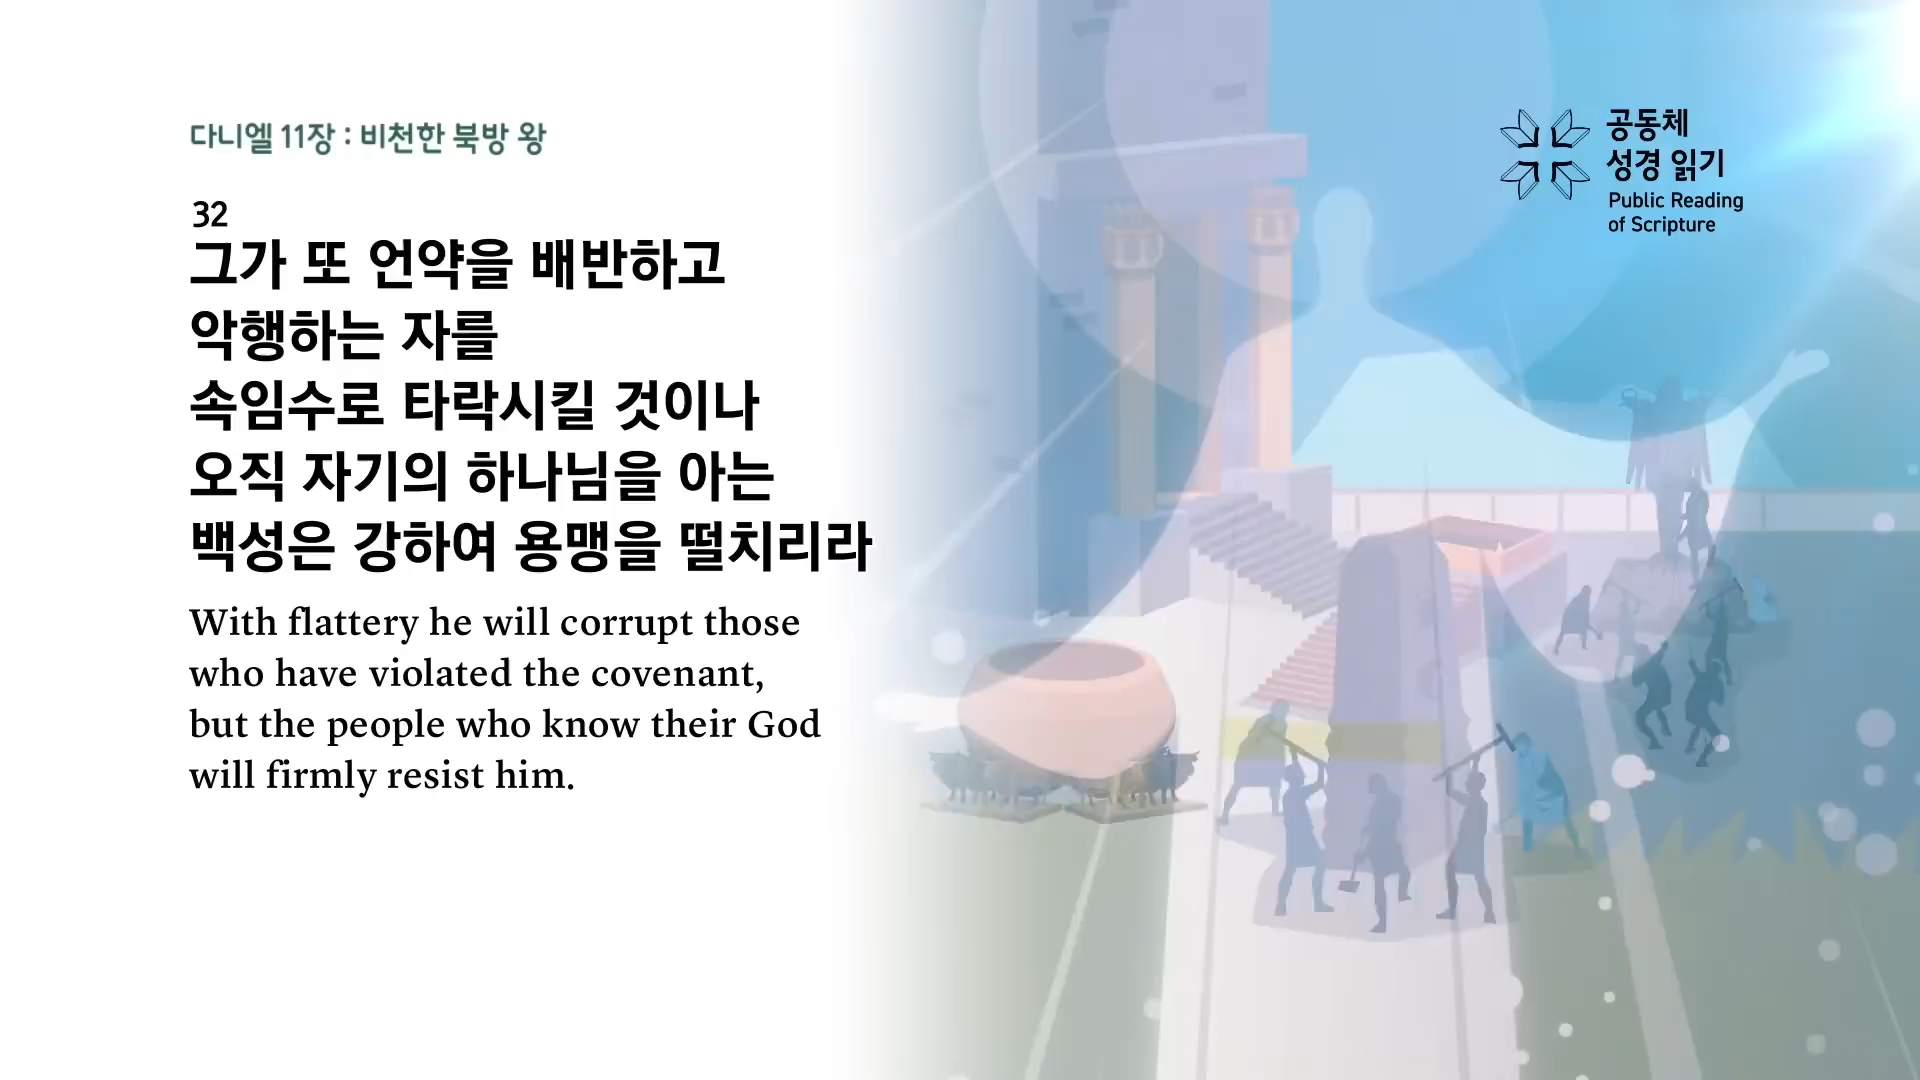 다니엘 11장 : 비천한 북방 왕
32
그가 또 언약을 배반하고
악행하는 자를
속임수로 타락시킬 것이나
오직 자기의 하나님을 아는
백성은 강하여 용맹을 떨치리라
With flattery he will corrupt those
who have violated the covenant,
but the people who know their God
will firmly resist him.
공동체
성경 읽기
Public Reading
of Scripture